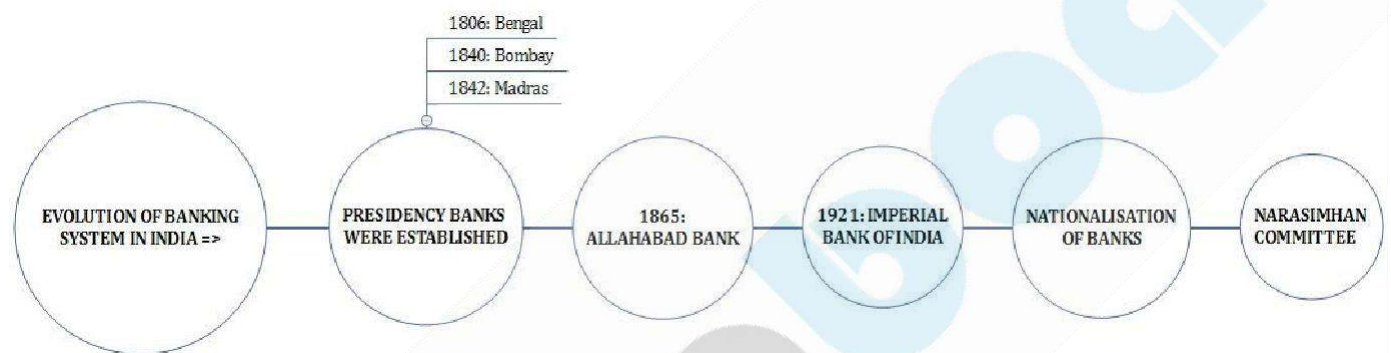 1806: Bengal
1840: Bombay
1842: Madras
EVOLUTION OF BANKING
SYSTEM IN INDIA =>
PRESIDENCY BANKS
WERE ESTABLISHED
1865:
ALLAHABAD BANK
1921: IMPERIAL
BANK OF INDIA
NATIONALISATION
OF BANKS
NARASIMHAN
COMMITTEE